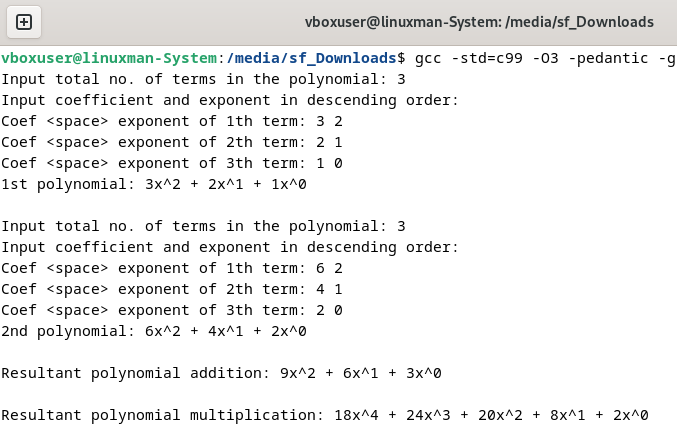 vboxuser@linuxman-System: /media/sf_Downloads
vboxuser@linuxman-System:/media/sf_Downloads$ gcc -std=c99 -O3 -pedantic -g
Input total no. of terms in the polynomial: 3
Input coefficient and exponent in descending order:
Coef <space> exponent of 1th term: 3 2
Coef <space> exponent of 2th term: 2 1
Coef <space> exponent of 3th term: 1 0
1st polynomial: 3x^2 + 2x^1 + 1x^0
Input total no. of terms in the polynomial: 3
Input coefficient and exponent in descending order:
Coef <space> exponent of 1th term: 6 2
Coef <space> exponent of 2th term: 4 1
Coef <space> exponent of 3th term: 2 0
2nd polynomial: 6x^2 + 4x^1 + 2x^0
Resultant polynomial addition: 9x^2 + 6x^1 + 3x^0
Resultant polynomial multiplication: 18x^4 + 24x^3 + 20x^2 + 8x^1 + 2x^0